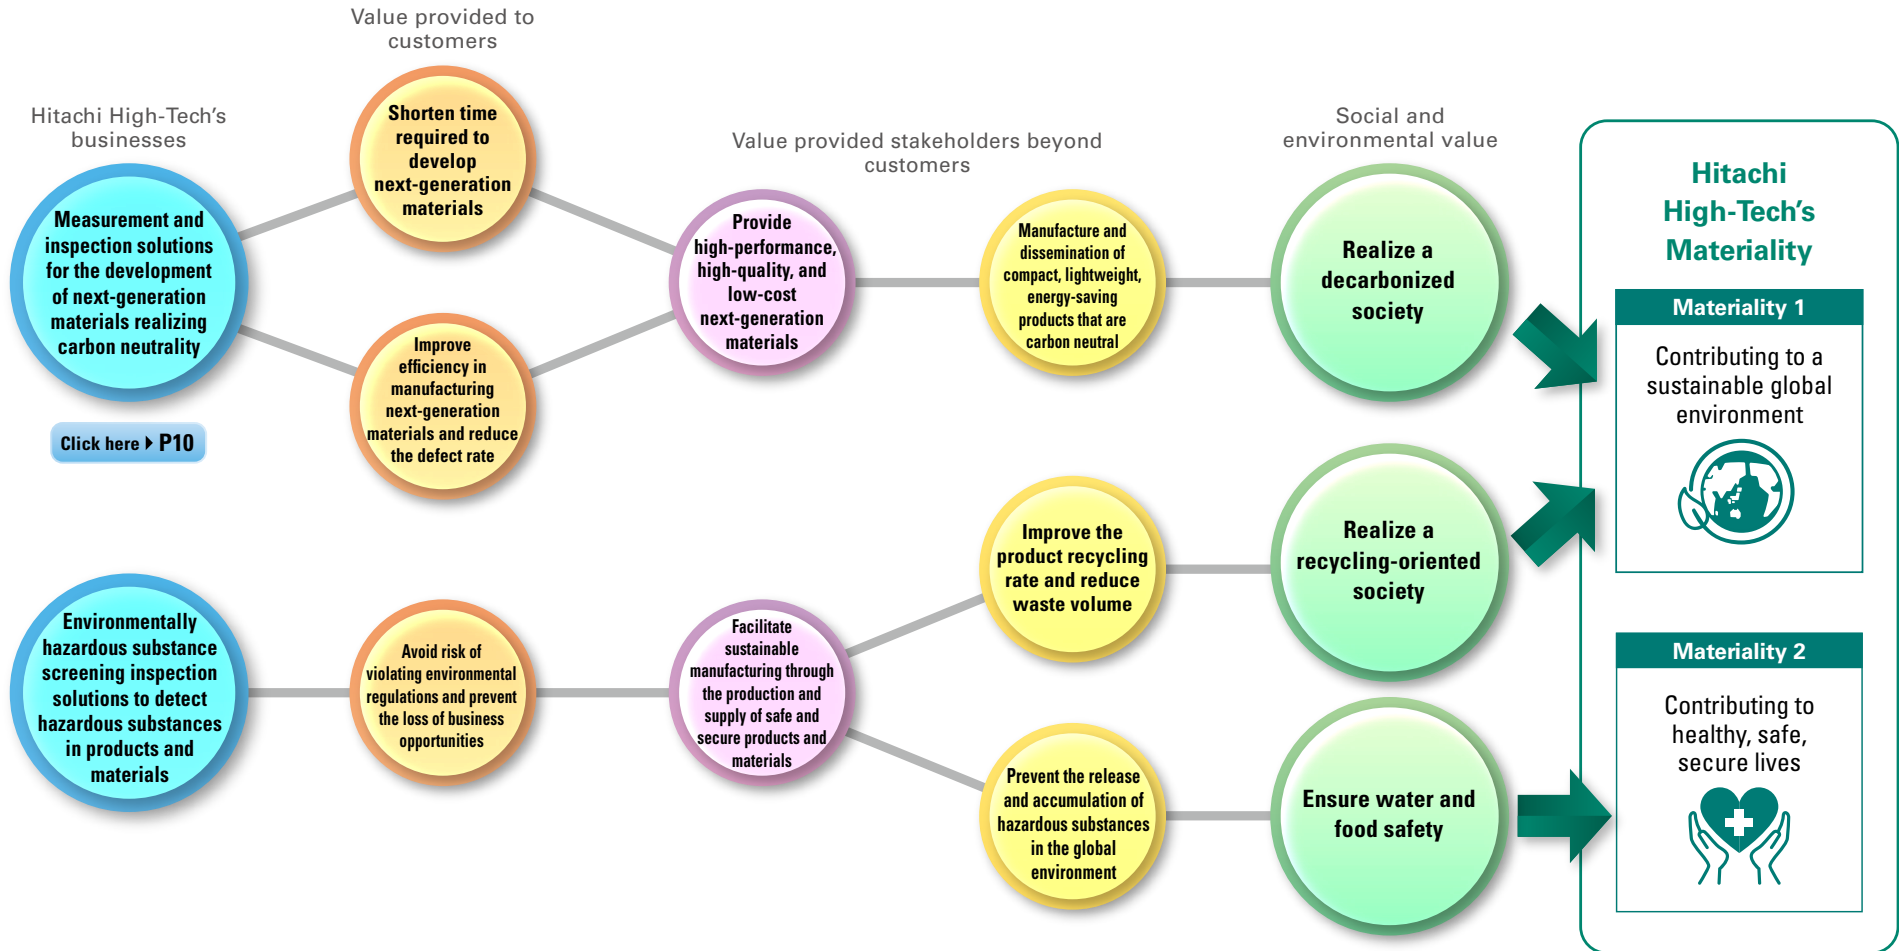 Value provided to
customers
Hitachi High-Tech's
businesses
Value provided stakeholders beyond
customers
Social and
environmental value
Measurement and
inspection solutions
for the development
of next-generation
materials realizing
carbon neutrality
Click here P10
Shorten time
required to
develop
next-generation
materials
Improve
efficiency in
manufacturing
next-generation
materials and reduce
the defect rate
Provide
high-performance,
high-quality, and
low-cost
next-generation
materials
Manufacture and
dissemination of
compact, lightweight,
energy-saving
products that are
carbon neutral
Realize a
decarbonized
society
Environmentally
hazardous substance
screening inspection
solutions to detect
hazardous substances
in products and
materials
Avoid risk of
violating environmental
regulations and prevent
the loss of business
opportunities
Facilitate
sustainable
manufacturing through
the production and
supply of safe and
secure products and
materials
Improve the
product recycling
rate and reduce
waste volume
Realize a
recycling-oriented
society
Prevent the release
and accumulation of
hazardous substances
in the global
environment
Ensure water and
food safety
Hitachi
High-Tech's
Materiality
Materiality 1
Contributing to a
sustainable global
environment
Materiality 2
Contributing to
healthy, safe,
secure lives